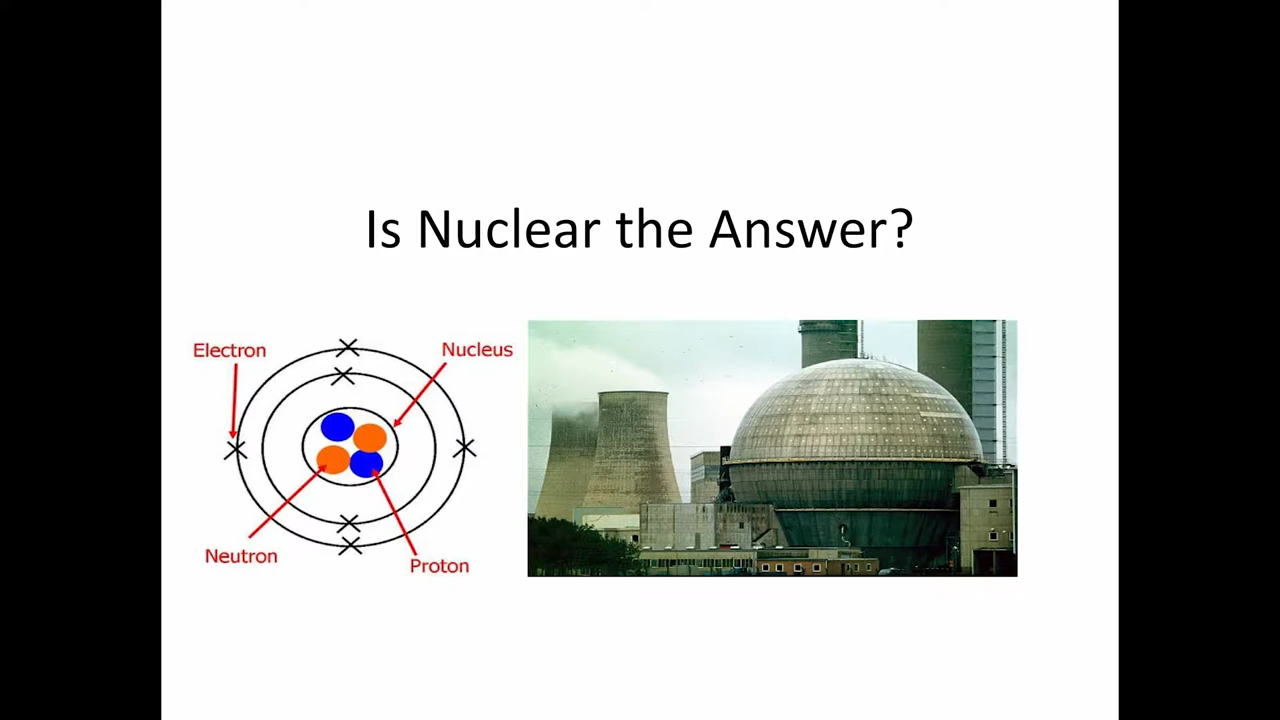 Is Nuclear the Answer?
Electron
Nucleus
Neutron
Proton